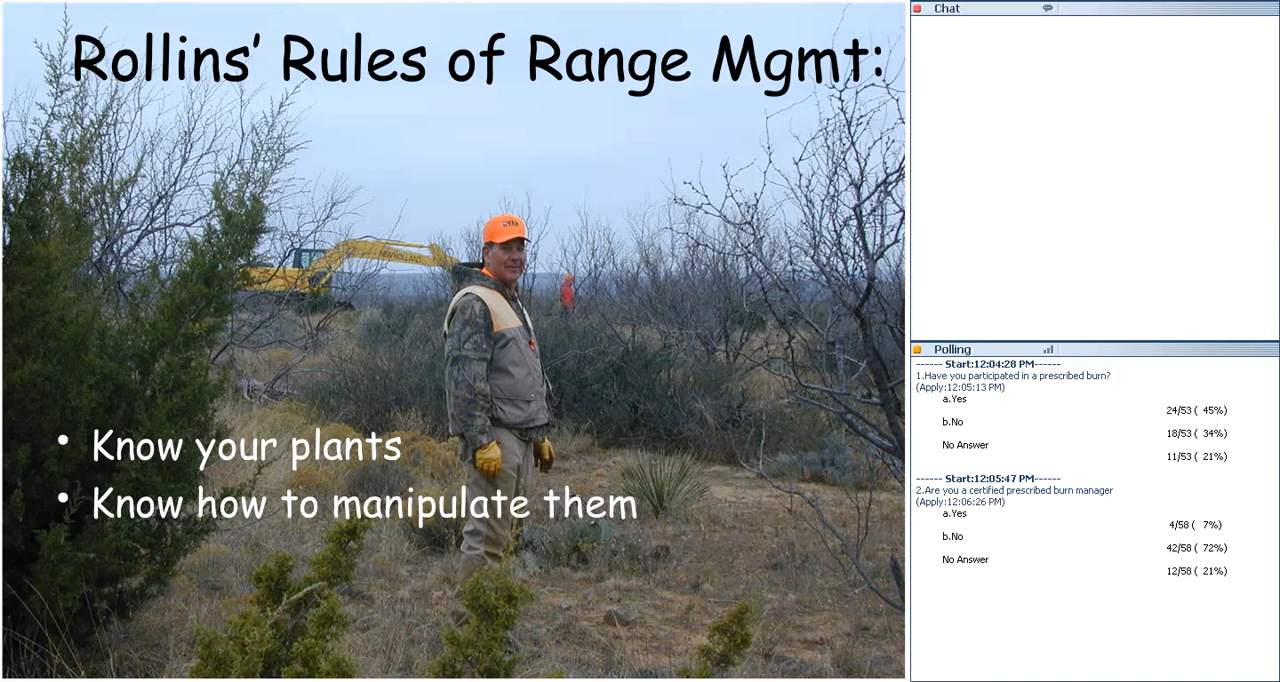 Rollins’ Rules of Range Mgmt:
NEW HOLLAND
• Know your plants
• Know how to manipulate them
Chat
Polling
------ Start:12:04:28 PM------
1.Have you participated in a prescribed burn?
(Apply:12:05:13 PM)
a.Yes
24/53 ( 45%)
b.No
18/53 ( 34%)
No Answer
11/53 ( 21%)
------ Start:12:05:47 PM------
2.Are you a certified prescribed burn manager
(Apply:12:06:26 PM)
a.Yes
4/58 ( 7%)
b.No
42/58 ( 72%)
No Answer
12/58 ( 21%)